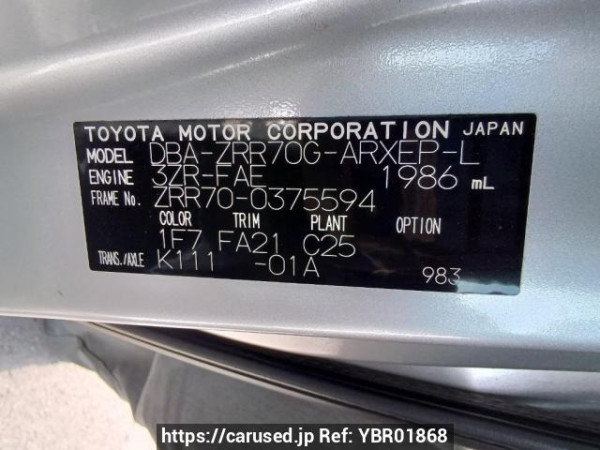 TOYOTA MOTOR CORPORATION JAPAN
MODEL DBA-ZRR70G-ARXEP-L
ENGINE 3ZR-FAE 1986 mL
FRAME No. ZRR70-0375594
COLOR TRIM PLANT OPTION
1F7 FA21 C25
TRANS./AXLE K111 -01A
983
https://carused.jp Ref: YBR01868